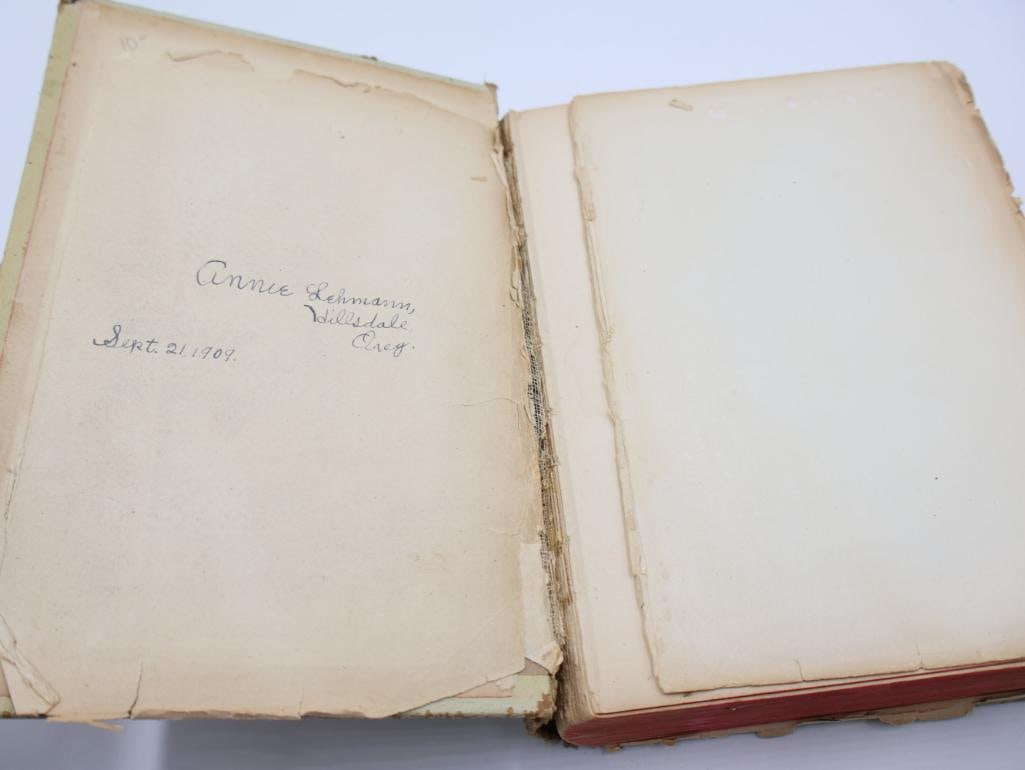 10-
Annie Lehmann,
Hillsdale,
Oreg.
Sept. 21, 1909.